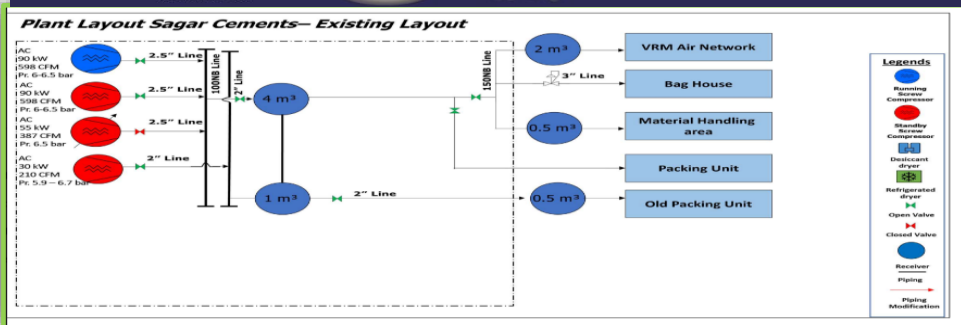 Plant Layout Sagar Cements– Existing Layout
AC
90 kW
598 CFM
Pr. 6-6.5 bar
2.5" Line
AC
90 kW
598 CFM
Pr. 6-6.5 bar
2.5" Line
AC
55 kW
387 CFM
Pr. 6.5 bar
2.5" Line
AC
30 kW
210 CFM
Pr. 5.9 – 6.7 bar
2" Line
100NB Line
2" Line
4 m³
1 m³
2" Line
150NB Line
2 m³
VRM Air Network
3" Line
Bag House
0.5 m³
Material Handling
area
Packing Unit
0.5 m³
Old Packing Unit
Legends
Running
Screw
Compressor
Standby
Screw
Compressor
Desiccant
dryer
Refrigerated
dryer
Open Valve
Closed Valve
Receiver
Piping
Piping
Modification